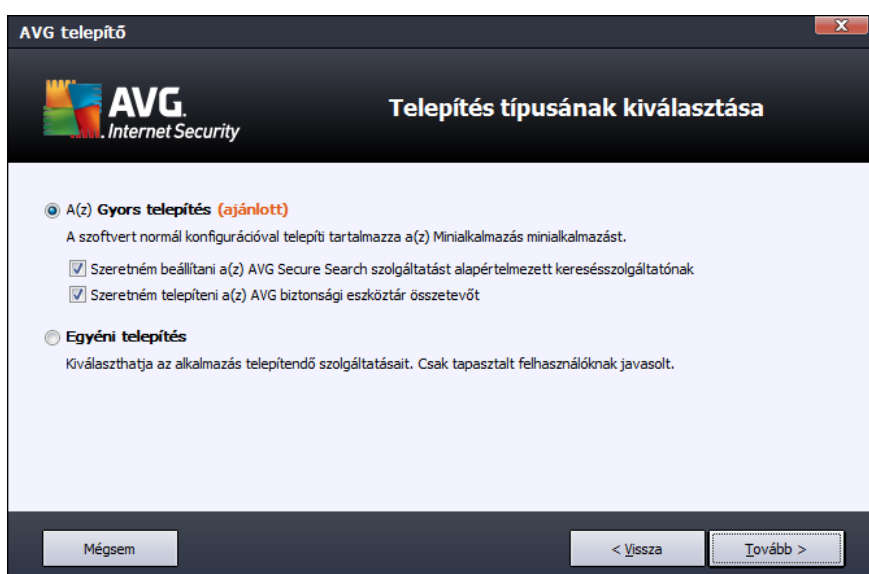 AVG telepítő
AVG.
Internet Security
Telepítés típusának kiválasztása
A(z) Gyors telepítés (ajánlott)
A szoftvert normál konfigurációval telepíti tartalmazza a(z) Minialkalmazás minialkalmazást.
Szeretném beállítani a(z) AVG Secure Search szolgáltatást alapértelmezett keresésszolgáltatónak
Szeretném telepíteni a(z) AVG biztonsági eszköztár összetevőt
Egyéni telepítés
Kiválaszthatja az alkalmazás telepítendő szolgáltatásait. Csak tapasztalt felhasználóknak javasolt.
Mégsem
< Vissza
Tovább >